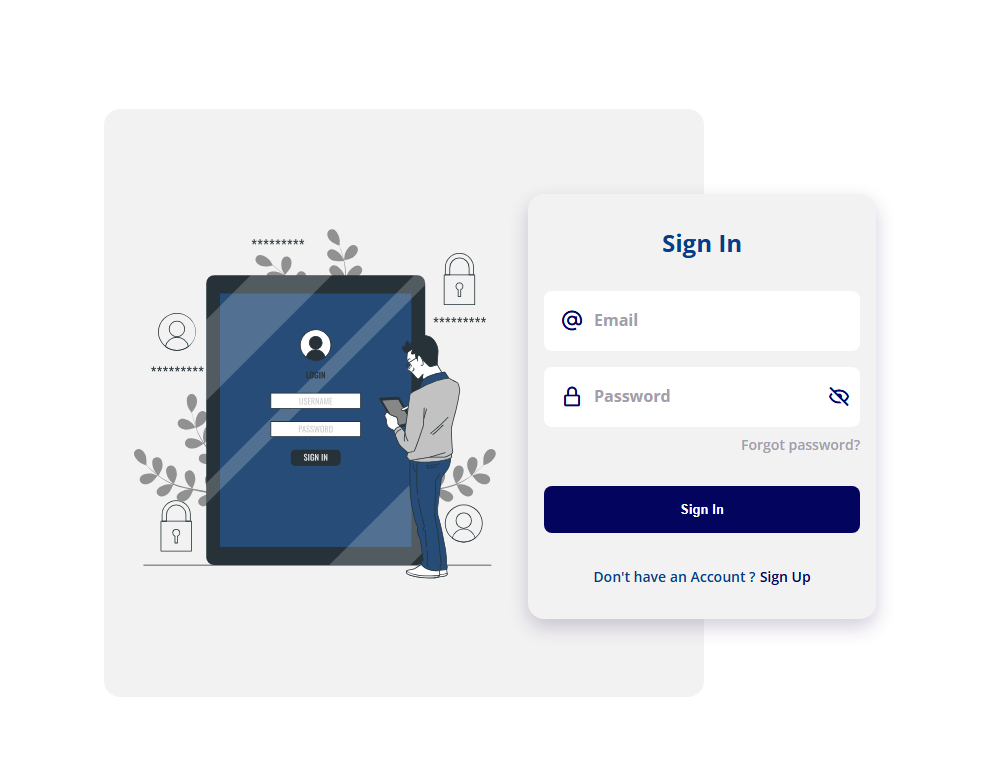 *********
*********
*********
LOGIN
USERNAME
PASSWORD
SIGN IN
Sign In
Email
Password
Forgot password?
Sign In
Don't have an Account ? Sign Up